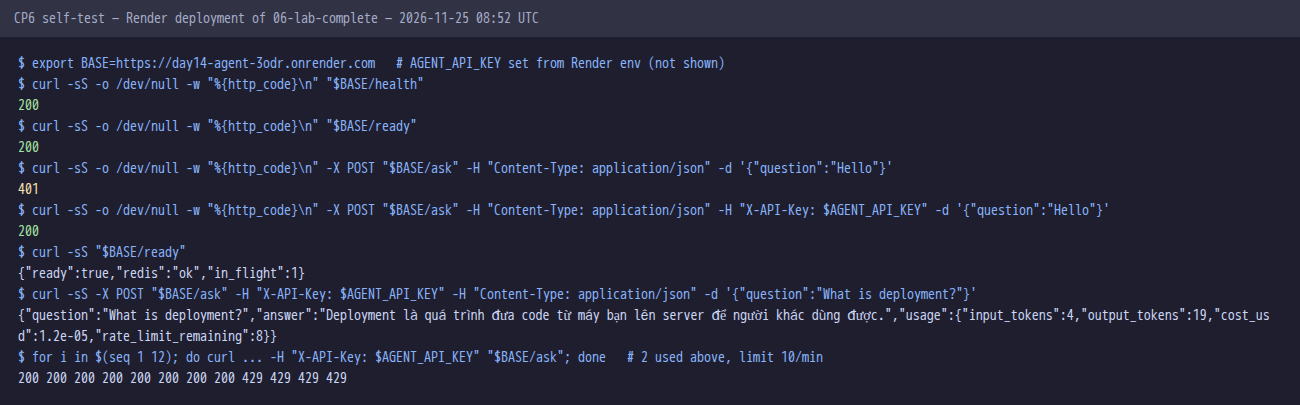 CP6 self-test — Render deployment of 06-lab-complete — 2026-11-25 08:52 UTC
$ export BASE=https://day14-agent-3odr.onrender.com   # AGENT_API_KEY set from Render env (not shown)
$ curl -sS -o /dev/null -w "%{http_code}\n" "$BASE/health"
200
$ curl -sS -o /dev/null -w "%{http_code}\n" "$BASE/ready"
200
$ curl -sS -o /dev/null -w "%{http_code}\n" -X POST "$BASE/ask" -H "Content-Type: application/json" -d '{"question":"Hello"}'
401
$ curl -sS -o /dev/null -w "%{http_code}\n" -X POST "$BASE/ask" -H "Content-Type: application/json" -H "X-API-Key: $AGENT_API_KEY" -d '{"question":"Hello"}'
200
$ curl -sS "$BASE/ready"
{"ready":true,"redis":"ok","in_flight":1}
$ curl -sS -X POST "$BASE/ask" -H "X-API-Key: $AGENT_API_KEY" -H "Content-Type: application/json" -d '{"question":"What is deployment?"}'
{"question":"What is deployment?","answer":"Deployment là quá trình đưa code từ máy bạn lên server để người khác dùng được.","usage":{"input_tokens":4,"output_tokens":19,"cost_us
d":1.2e-05,"rate_limit_remaining":8}}
$ for i in $(seq 1 12); do curl ... -H "X-API-Key: $AGENT_API_KEY" "$BASE/ask"; done   # 2 used above, limit 10/min
200 200 200 200 200 200 200 200 429 429 429 429